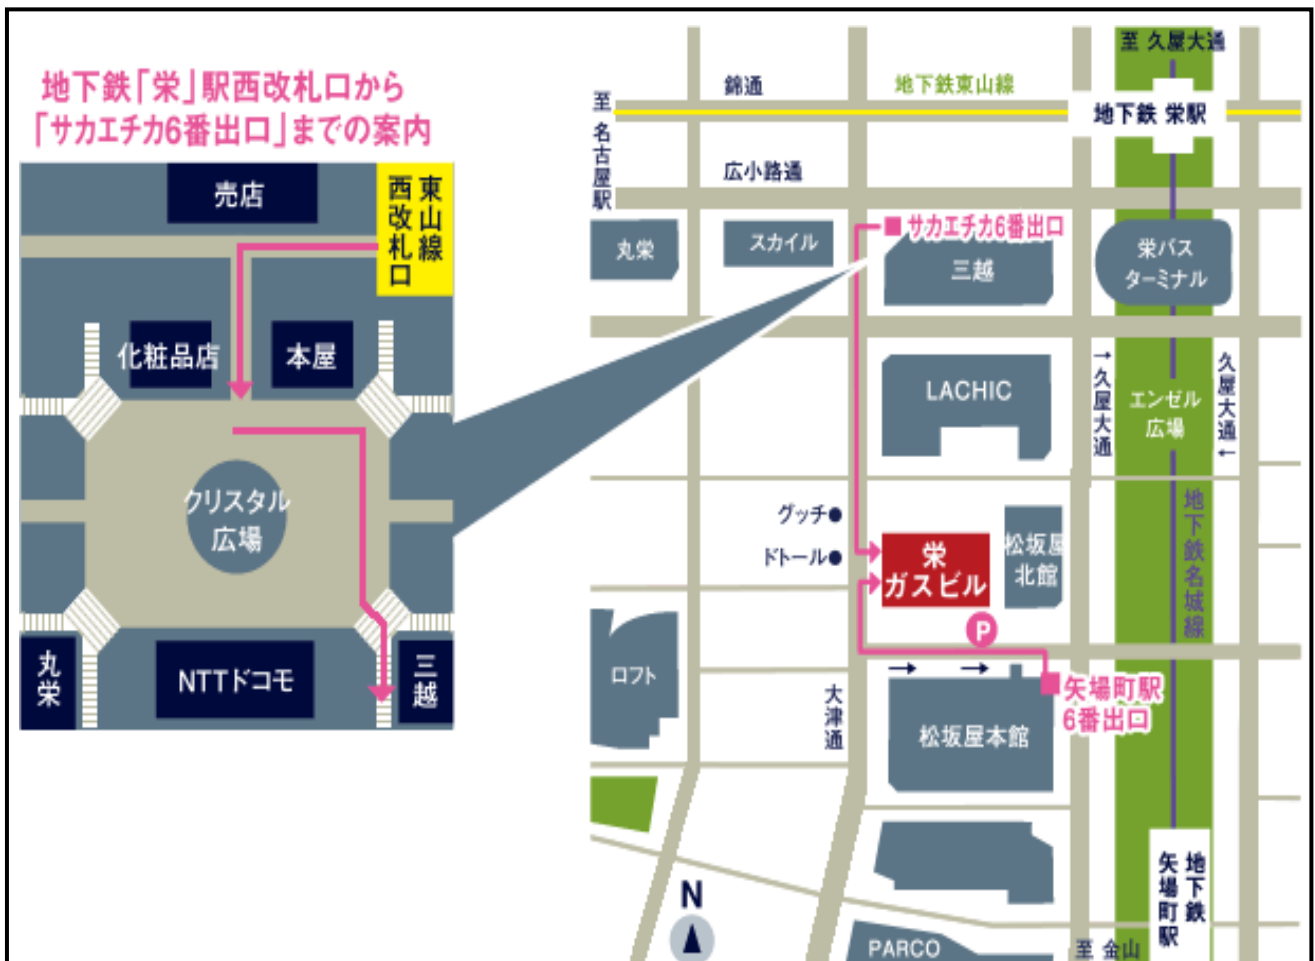 地下鉄「栄」駅西改札口から
「サカエチカ6番出口」までの案内
売店
東山線
西改札口
化粧品店
本屋
クリスタル
広場
丸栄
NTTドコモ
三越
至 久屋大通
錦通
地下鉄東山線
至 名古屋駅
地下鉄 栄駅
広小路通
サカエチカ6番出口
丸栄
スカイル
三越
栄バス
ターミナル
LACHIC
→久屋大通
エンゼル
広場
久屋大通←
グッチ●
ドトール●
栄
ガスビル
松坂屋
北館
地下鉄名城線
P
ロフト
大津通
矢場町駅
6番出口
松坂屋本館
地下鉄
矢場町駅
N
PARCO
至 金山